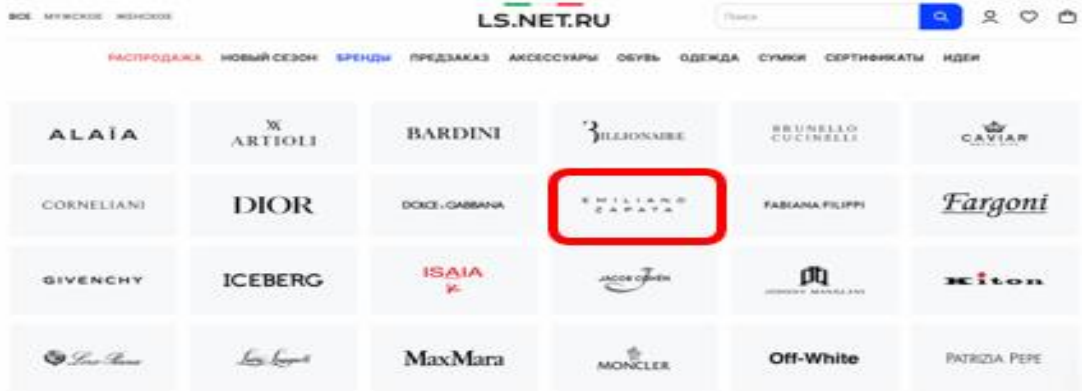 ВСЕ МУЖСКОЕ ЖЕНСКОЕ
LS.NET.RU
Поиск
РАСПРОДАЖА НОВЫЙ СЕЗОН БРЕНДЫ ПРЕДЗАКАЗ АКСЕССУАРЫ ОБУВЬ ОДЕЖДА СУМКИ СЕРТИФИКАТЫ ИДЕИ
ALAÏA ARTIOLI BARDINI BILLIONAIRE BRUNELLO CUCINELLI CAVIAR
CORNELIANI DIOR DOLCE & GABBANA EMILIANO ZAPATA FABIANA FILIPPI Fargoni
GIVENCHY ICEBERG ISAIA JACOB COHËN Kiton
Loro Piana MaxMara MONCLER Off-White PATRIZIA PEPE